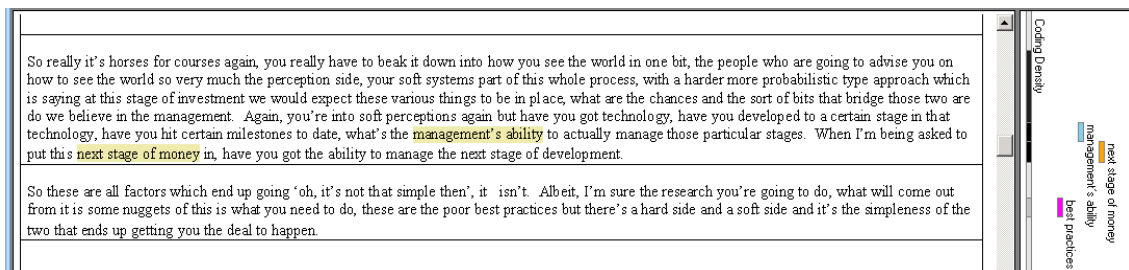 So really it's horses for courses again, you really have to beak it down into how you see the world in one bit, the people who are going to advise you on
how to see the world so very much the perception side, your soft systems part of this whole process, with a harder more probabilistic type approach which
is saying at this stage of investment we would expect these various things to be in place, what are the chances and the sort of bits that bridge those two are
do we believe in the management.  Again, you're into soft perceptions again but have you got technology, have you developed to a certain stage in that
technology, have you hit certain milestones to date, what's the management's ability to actually manage those particular stages.  When I'm being asked to
put this next stage of money in, have you got the ability to manage the next stage of development.
So these are all factors which end up going 'oh, it's not that simple then', it  isn't.  Albeit, I'm sure the research you're going to do, what will come out
from it is some nuggets of this is what you need to do, these are the poor best practices but there's a hard side and a soft side and it's the simpleness of the
two that ends up getting you the deal to happen.
Coding Density
next stage of money
management's ability
best practices